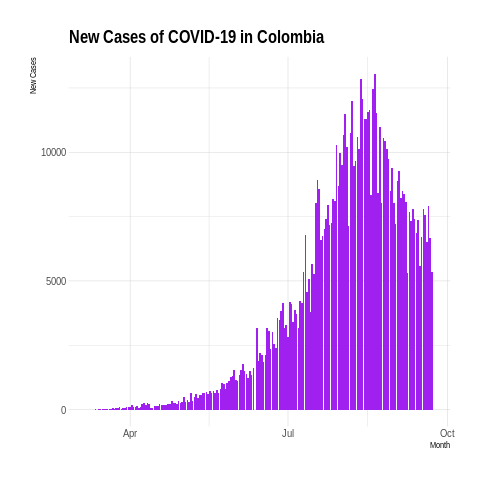 New Cases of COVID-19 in Colombia
New Cases
10000
5000
0
Apr
Jul
Oct
Month